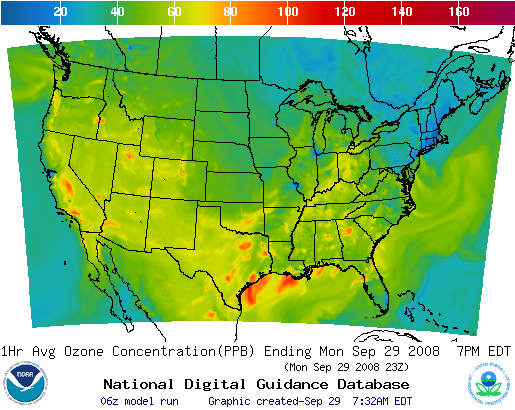 20 40 60 80 100 120 140 160
1Hr Avg Ozone Concentration(PPB) Ending Mon Sep 29 2008 7PM EDT
(Mon Sep 29 2008 23Z)
NOAA
National Digital Guidance Database
06z model run Graphic created-Sep 29 7:32AM EDT